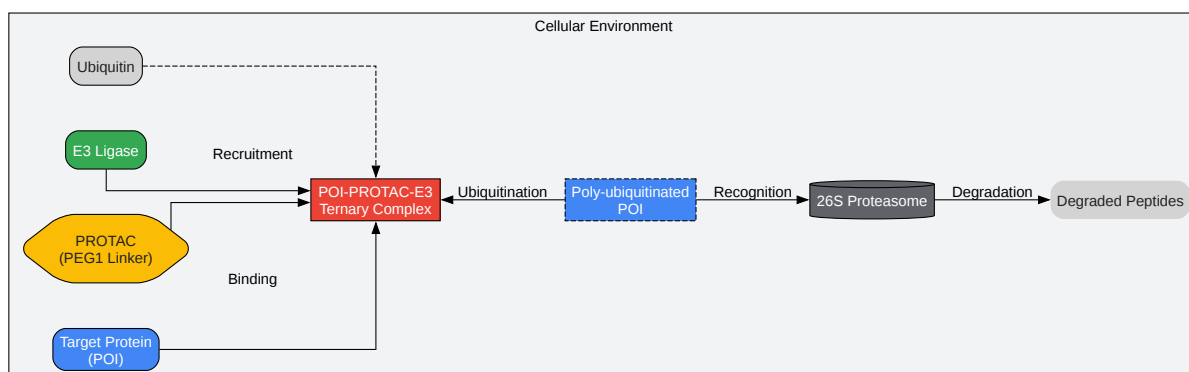 Cellular Environment
Ubiquitin
E3 Ligase
Recruitment
POI-PROTAC-E3
Ternary Complex
Ubiquitination
Poly-ubiquitinated
POI
Recognition
26S Proteasome
Degradation
Degraded Peptides
PROTAC
(PEG1 Linker)
Binding
Target Protein
(POI)